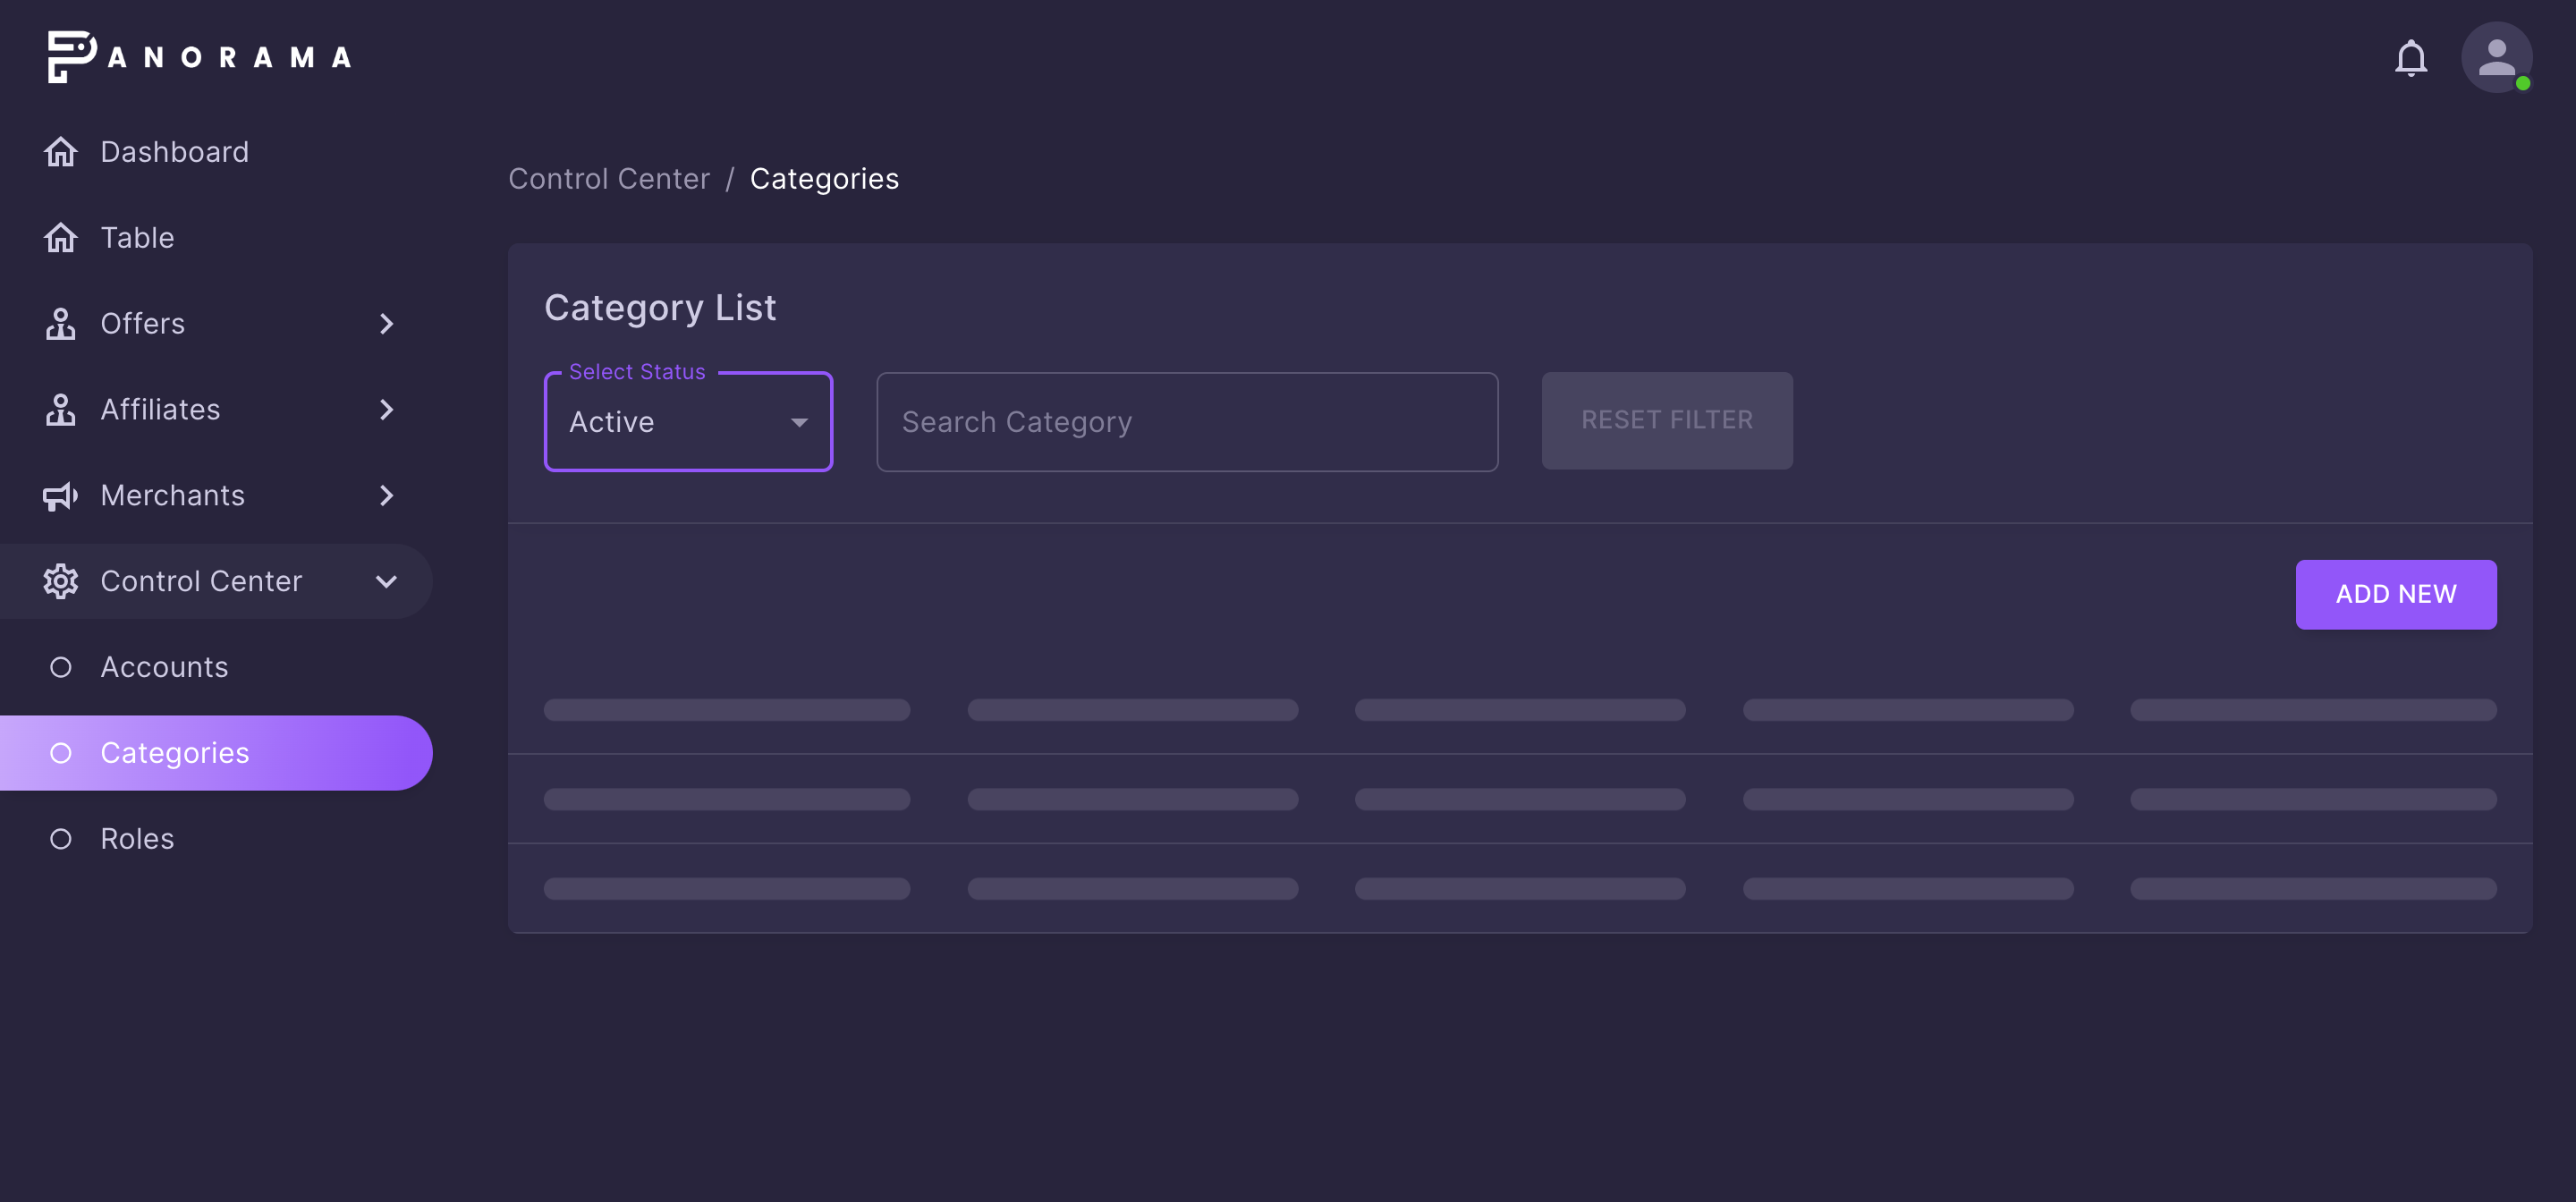 PANORAMA
Dashboard
Table
Offers
Affiliates
Merchants
Control Center
Accounts
Categories
Roles
Control Center / Categories
Category List
Select Status
Active
Search Category
RESET FILTER
ADD NEW